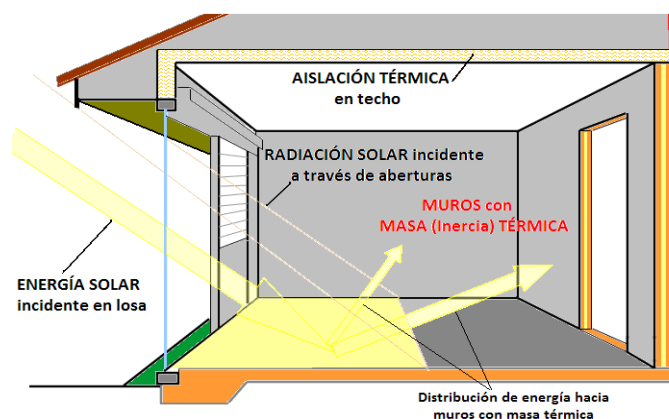 AISLACIÓN TÉRMICA
en techo
RADIACIÓN SOLAR incidente
a través de aberturas
MUROS con
MASA (Inercia) TÉRMICA
ENERGÍA SOLAR
incidente en losa
Distribución de energía hacia
muros con masa térmica